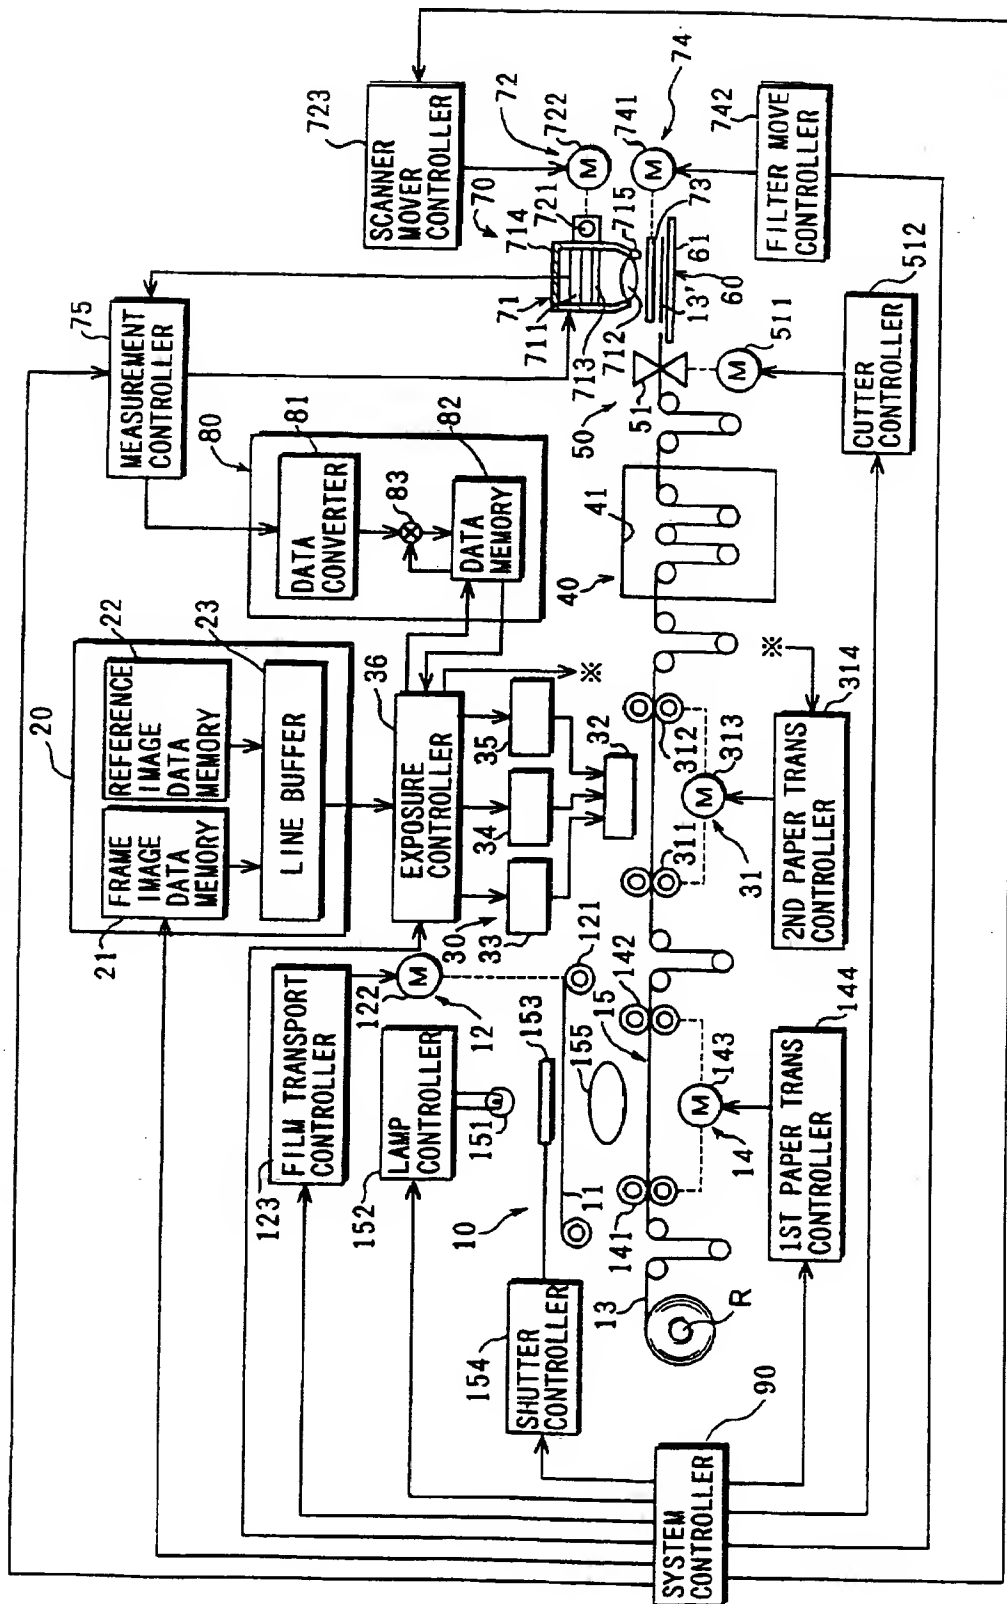 723
SCANNER
MOVER
CONTROLLER
72
722
M
74
741
M
742
FILTER MOVE
CONTROLLER
70
721
714
715
73
71
711
713
712
13'
61
60
75
MEASUREMENT
CONTROLLER
512
511
M
CUTTER
CONTROLLER
50
51
80
81
DATA
CONVERTER
83
82
DATA
MEMORY
40
41
20
22
REFERENCE
IMAGE
DATA
MEMORY
21
FRAME
IMAGE
DATA
MEMORY
23
LINE BUFFER
36
EXPOSURE
CONTROLLER
※
30
33
34
35
32
※
314
2ND PAPER TRANS
CONTROLLER
312
313
M
311
31
123
FILM TRANSPORT
CONTROLLER
122
M
12
121
152
LAMP
CONTROLLER
151
153
155
15
142
144
1ST PAPER TRANS
CONTROLLER
143
M
14
141
10
11
154
SHUTTER
CONTROLLER
13
R
90
SYSTEM
CONTROLLER